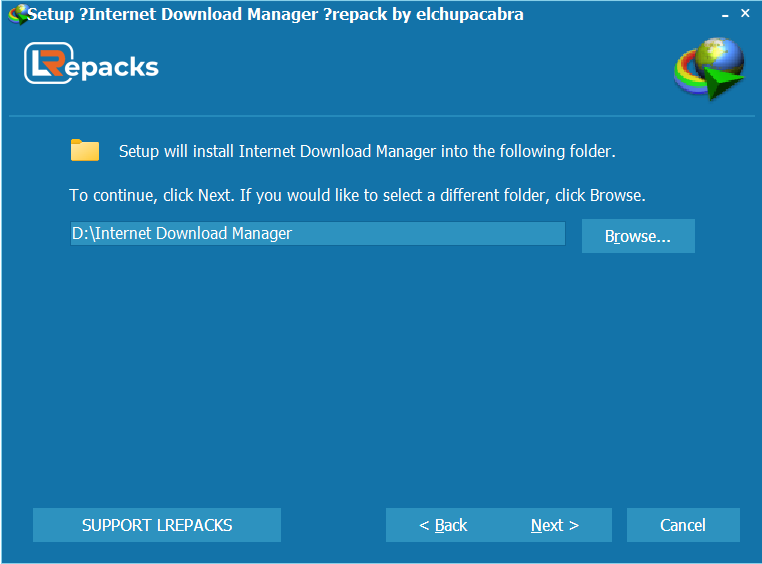 Setup ?Internet Download Manager ?repack by elchupacabra
LRepacks
Setup will install Internet Download Manager into the following folder.
To continue, click Next. If you would like to select a different folder, click Browse.
D:\Internet Download Manager
Browse...
SUPPORT LREPACKS
< Back
Next >
Cancel